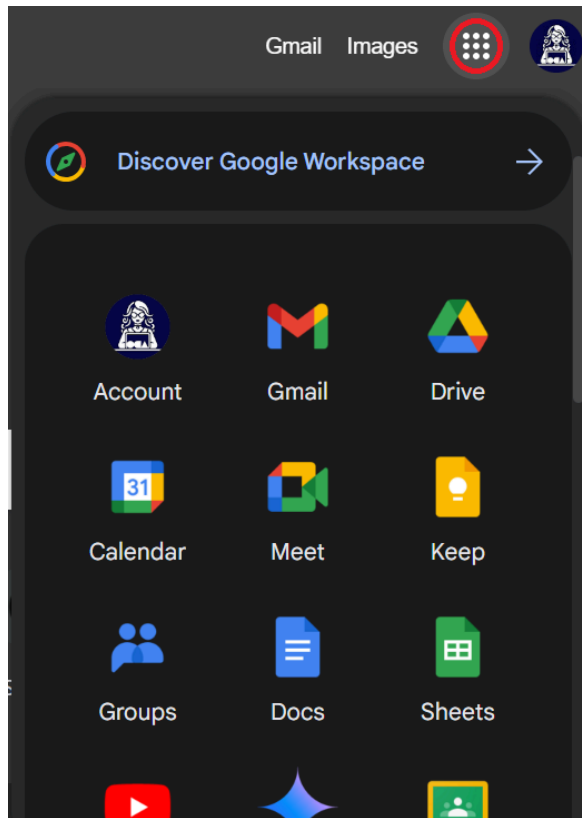 Gmail Images
Discover Google Workspace
Account Gmail Drive
31
Calendar Meet Keep
Groups Docs Sheets